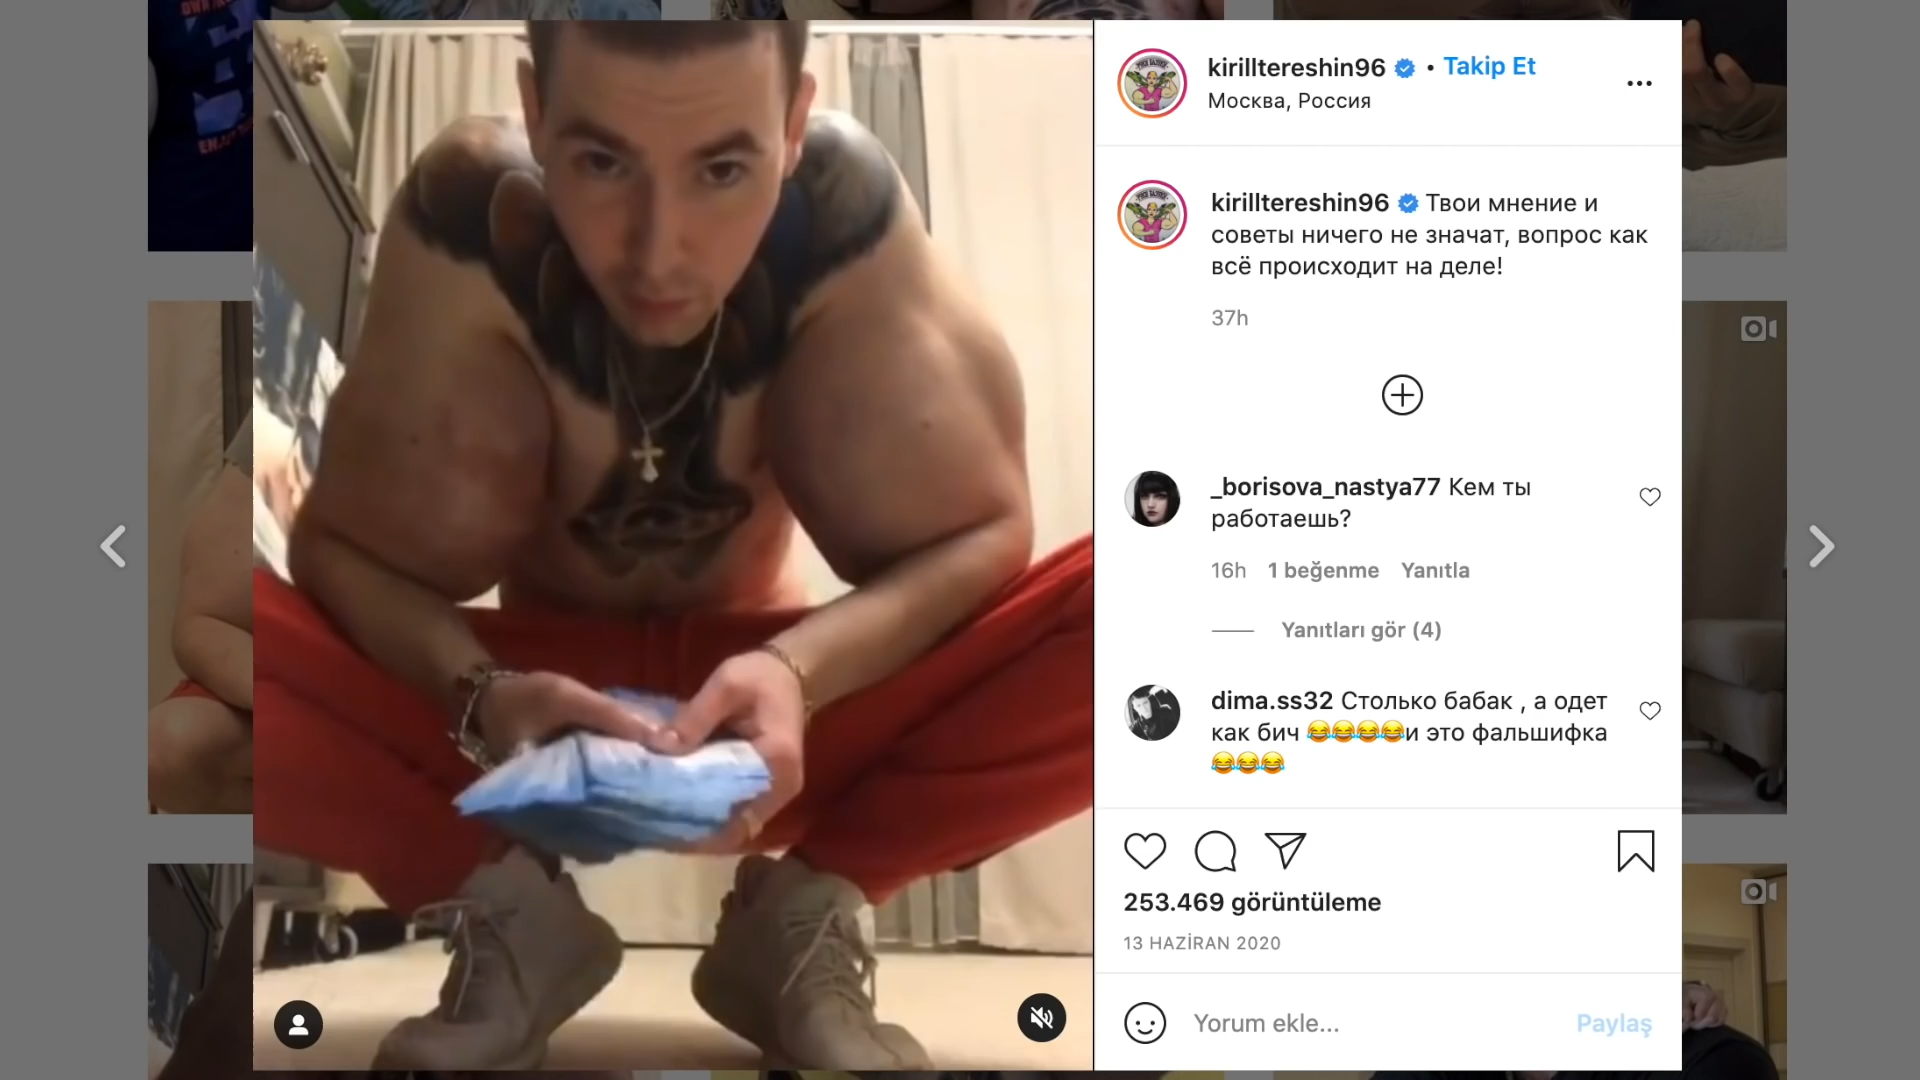 EN
kirilltereshin96 • Takip Et
Москва, Россия
kirilltereshin96 Твои мнение и
советы ничего не значат, вопрос как
всё происходит на деле!
37h
_borisova_nastya77 Кем ты
работаешь?
16h 1 beğenme Yanıtla
Yanıtları gör (4)
dima.ss32 Столько бабак , а одет
как бич 😂😂😂😂и это фальшифка
😂😂😂
253.469 görüntüleme
13 HAZİRAN 2020
Yorum ekle... Paylaş